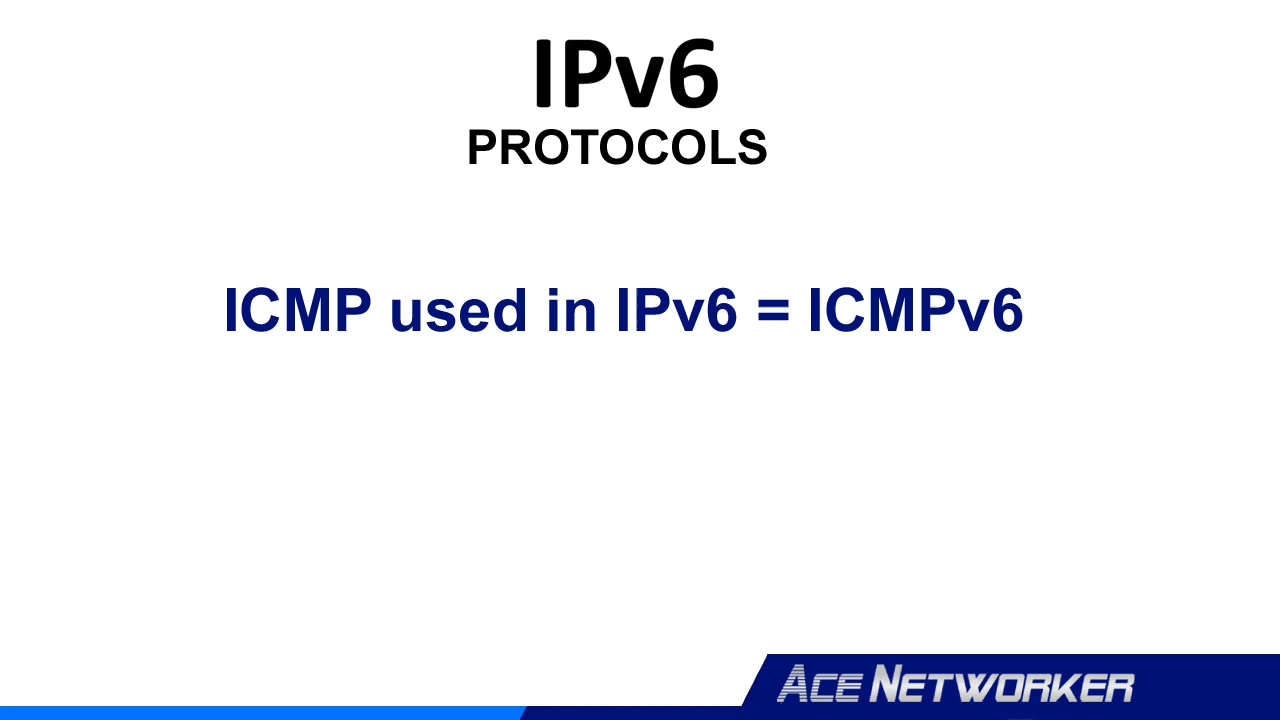 IPv6
PROTOCOLS
ICMP used in IPv6 = ICMPv6
ACE NETWORKER